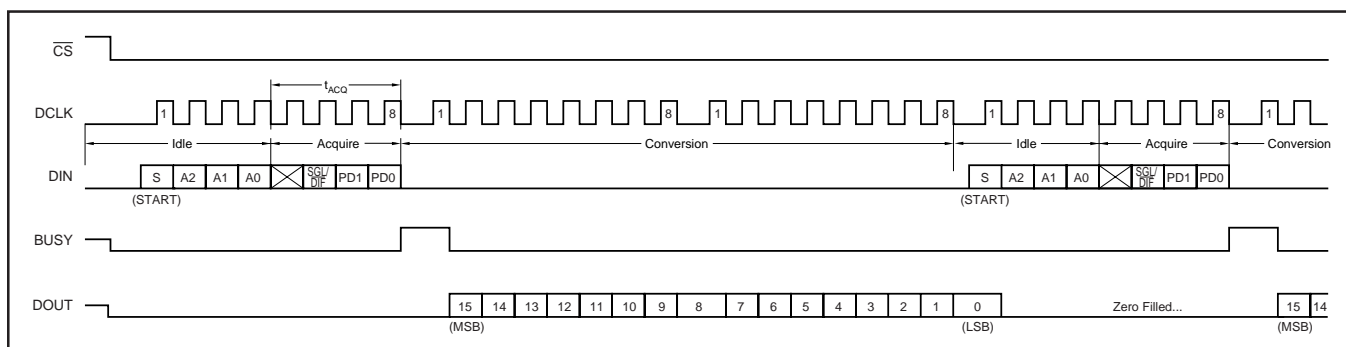 CS
tACQ
DCLK 1 8 1 8 1 8 1 8 1
Idle Acquire Conversion Idle Acquire Conversion
DIN S A2 A1 A0 SGL/DIF PD1 PD0 S A2 A1 A0 SGL/DIF PD1 PD0
(START) (START)
BUSY
DOUT 15 14 13 12 11 10 9 8 7 6 5 4 3 2 1 0 Zero Filled... 15 14
(MSB) (LSB) (MSB)